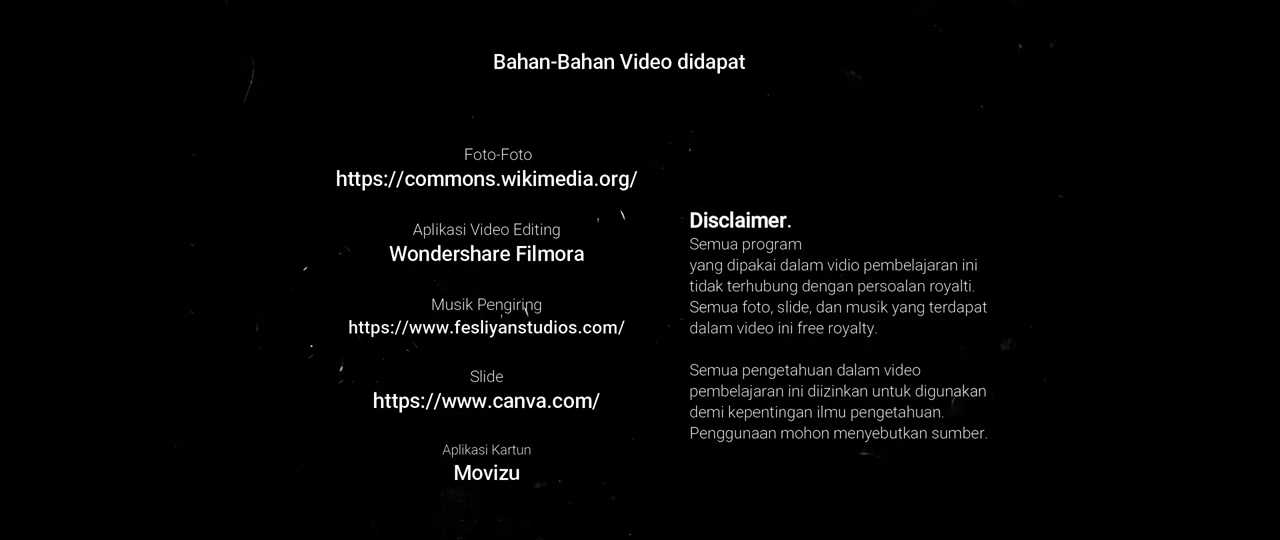 Bahan-Bahan Video didapat
Foto-Foto
https://commons.wikimedia.org/
Aplikasi Video Editing
Wondershare Filmora
Musik Pengiring
https://www.fesliyanstudios.com/
Slide
https://www.canva.com/
Aplikasi Kartun
Movizu
Disclaimer.
Semua program
yang dipakai dalam vidio pembelajaran ini
tidak terhubung dengan persoalan royalti.
Semua foto, slide, dan musik yang terdapat
dalam video ini free royalty.
Semua pengetahuan dalam video
pembelajaran ini diizinkan untuk digunakan
demi kepentingan ilmu pengetahuan.
Penggunaan mohon menyebutkan sumber.